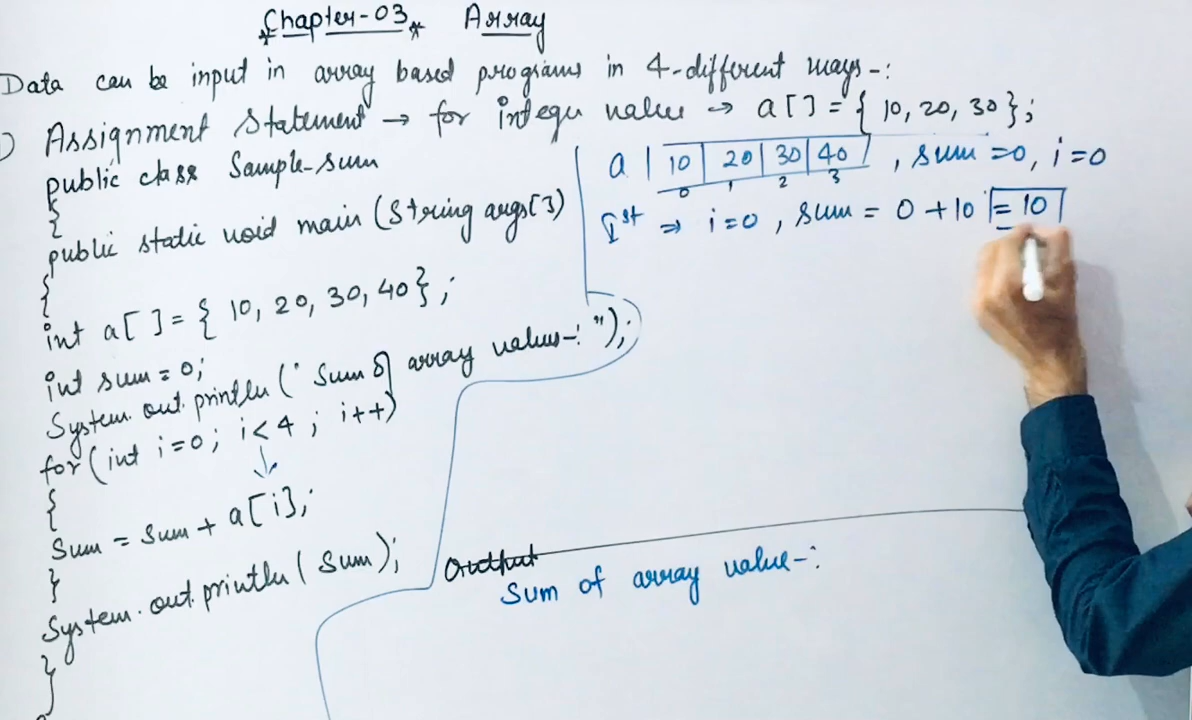 * Chapter-03 * Array
Data can be input in array based programs in 4-different ways-:
) Assignment Statement → for integer value → a[] = { 10, 20, 30 };
public class Sample-sum
{
public static void main (String args[])
{
int a[ ] = { 10, 20, 30, 40 } ;
int sum = 0;
System.out.println (" Sum of array values-: ");
for ( int i = 0 ; i < 4 ; i++)
{
Sum = sum + a[i];
}
System.out.println ( sum );
}
a | 10 | 20 | 30 | 40 , sum = 0, i = 0
0 1 2 3
Ist ⇒ i = 0 , sum = 0 + 10 = 10
Output
Sum of array value-: